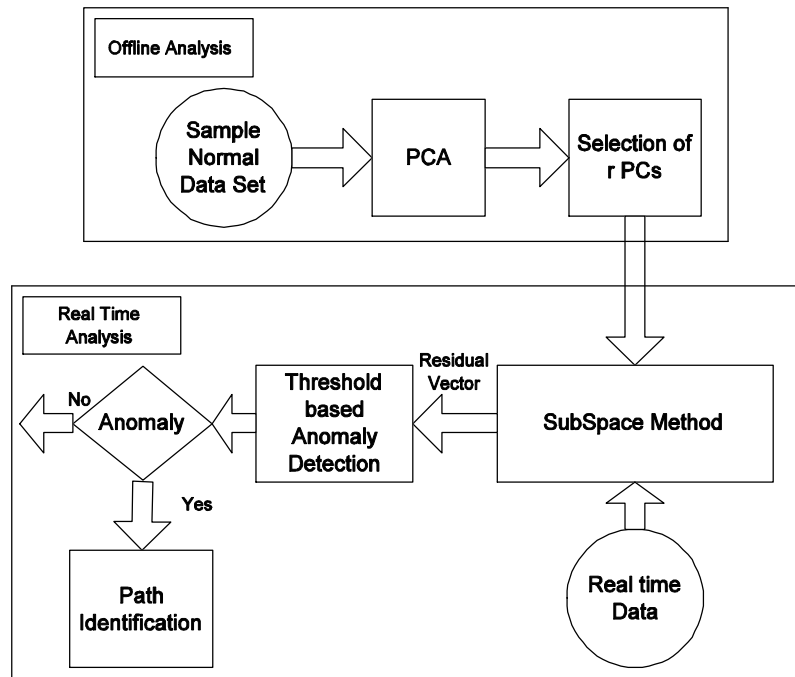 Offline Analysis
Sample
Normal
Data Set
PCA
Selection of
r PCs
Real Time
Analysis
No
Anomaly
Yes
Path
Identification
Threshold
based
Anomaly
Detection
Residual
Vector
SubSpace Method
Real time
Data